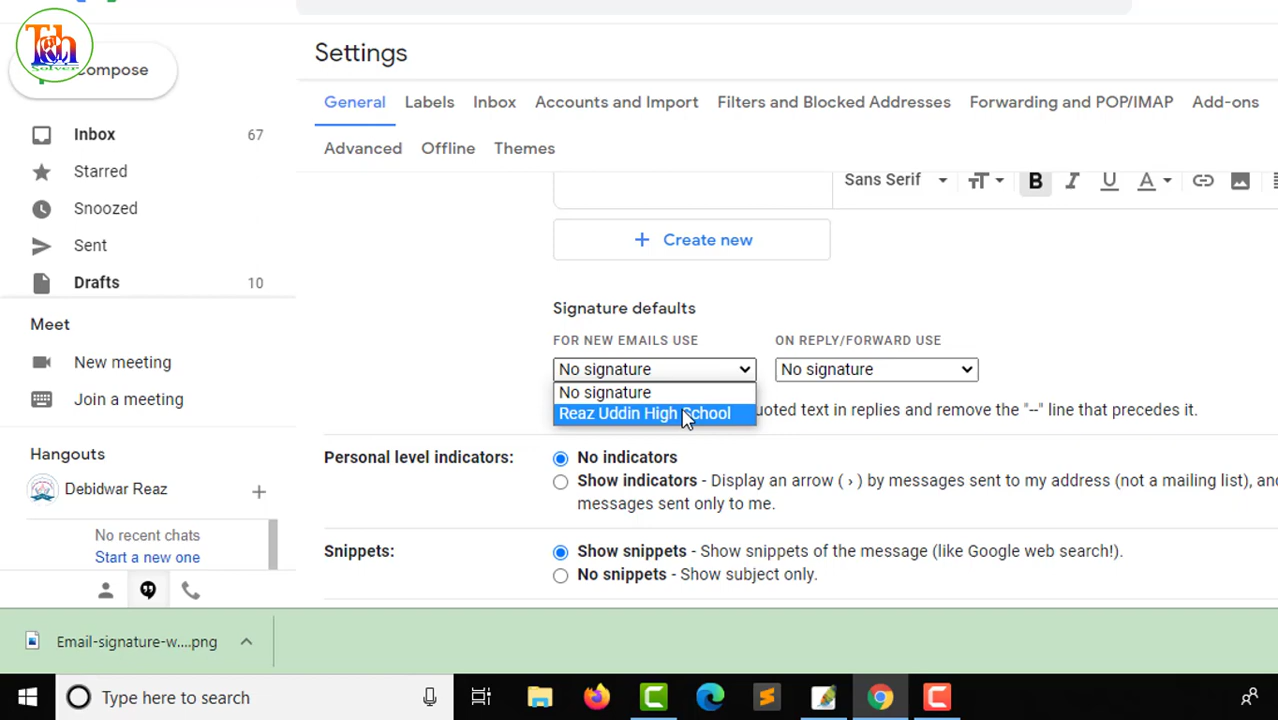 Tech
Solver
ompose
Settings
General Labels Inbox Accounts and Import Filters and Blocked Addresses Forwarding and POP/IMAP Add-ons
Advanced Offline Themes
Inbox 67
Starred
Snoozed
Sent
Drafts 10
Meet
New meeting
Join a meeting
Hangouts
Debidwar Reaz
No recent chats
Start a new one
Sans Serif B I U A
Create new
Signature defaults
FOR NEW EMAILS USE ON REPLY/FORWARD USE
No signature No signature
No signature
Reaz Uddin High School
uoted text in replies and remove the "--" line that precedes it.
Personal level indicators: No indicators
Show indicators - Display an arrow ( › ) by messages sent to my address (not a mailing list), and
messages sent only to me.
Snippets: Show snippets - Show snippets of the message (like Google web search!).
No snippets - Show subject only.
Email-signature-w....png
Type here to search